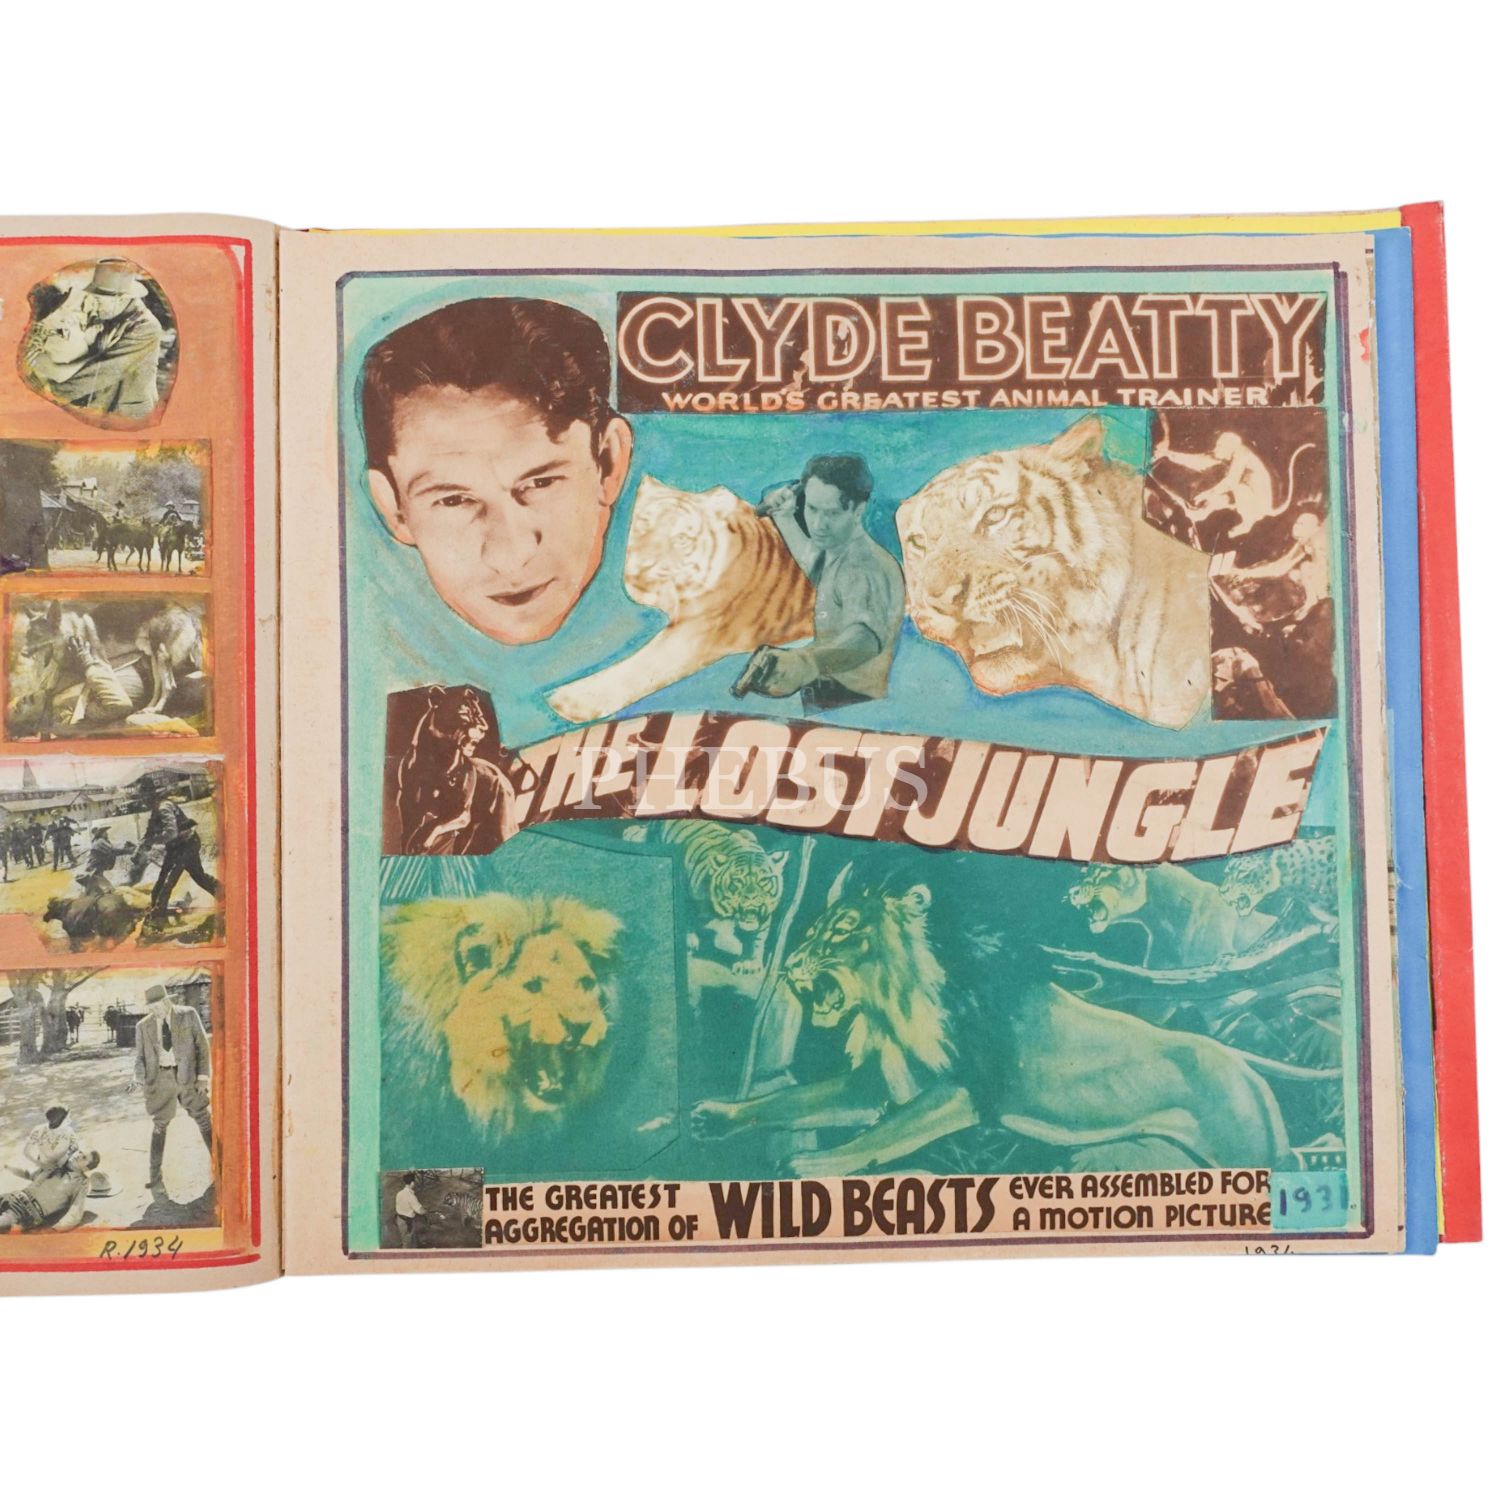 CLYDE BEATTY
WORLD'S GREATEST ANIMAL TRAINER
THE LOST JUNGLE
PHEBUS
THE GREATEST
AGGREGATION OF
WILD BEASTS
EVER ASSEMBLED FOR
A MOTION PICTURE
1931.
R.1934